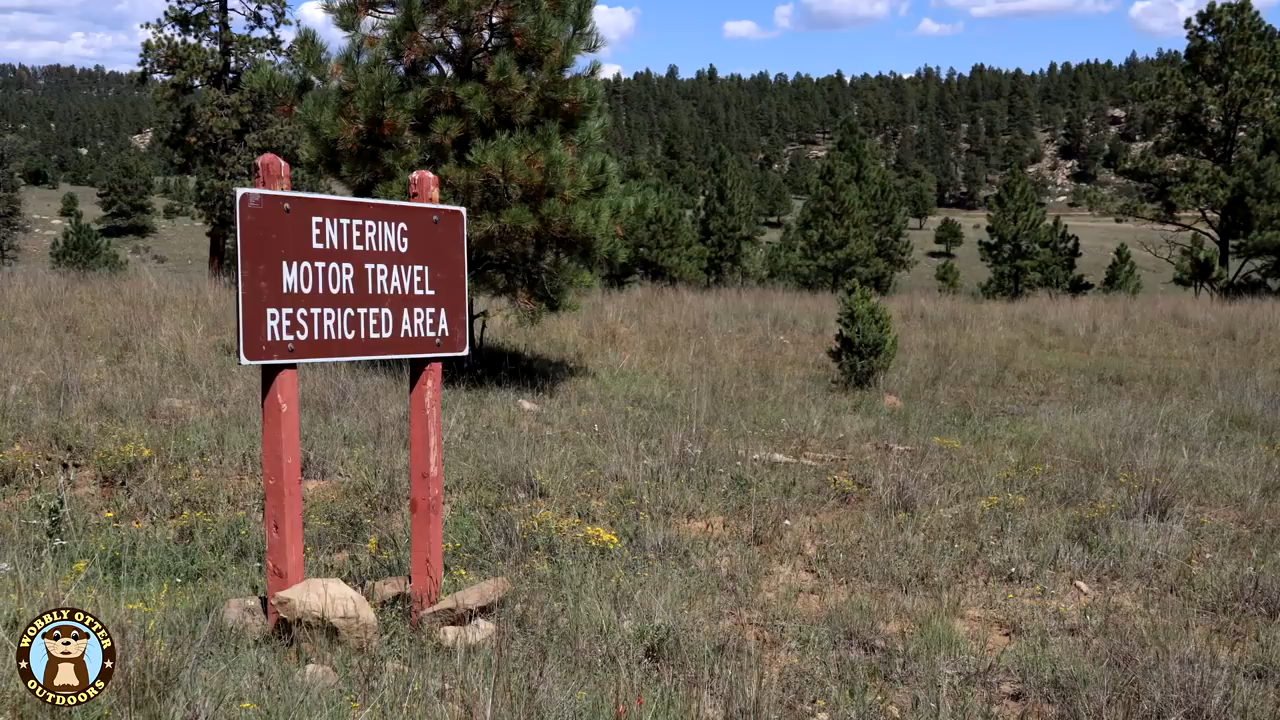 ENTERING
MOTOR TRAVEL
RESTRICTED AREA
WOBBLY OTTER
OUTDOORS